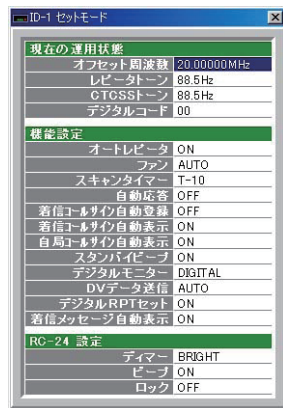 ID-1 セットモード
現在の運用状態
オフセット周波数 20.00000MHz
レピータトーン 88.5Hz
CTCSSトーン 88.5Hz
デジタルコード 00
機能設定
オートレピータ ON
ファン AUTO
スキャンタイマー T-10
自動応答 OFF
着信コールサイン自動登録 OFF
着信コールサイン自動表示 ON
自局コールサイン自動表示 ON
スタンバイビープ ON
デジタルモニター DIGITAL
DVデータ送信 AUTO
デジタルRPTセット ON
着信メッセージ自動表示 ON
RC-24 設定
ディマー BRIGHT
ビープ ON
ロック OFF